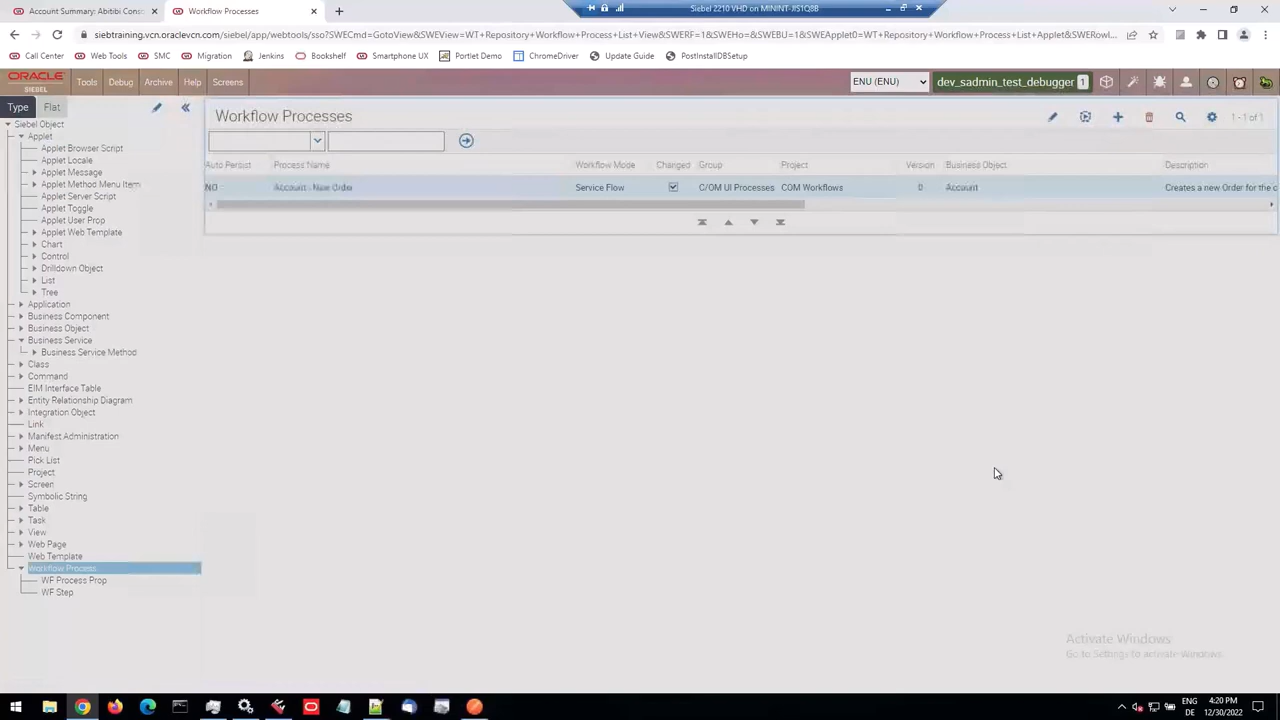 Siebel 2210 VHD on MININT-JIS1Q8B
Account Summary: Abitibi Cons
Workflow Processes
siebtraining.vcn.oraclevcn.com/siebel/app/webtools/sso?SWECmd=GotoView&SWEView=WT+Repository+Workflow+Process+List+View&SWERF=1&SWEHo=&SWEBU=1&SWEApplet0=WT+Repository+Workflow+Process+List+Applet&SWERowI...
Call Center
Web Tools
SMC
Migration
Jenkins
Bookshelf
Smartphone UX
Portlet Demo
ChromeDriver
Update Guide
PostInstallDBSetup
ORACLE
SIEBEL
Tools
Debug
Archive
Help
Screens
ENU (ENU)
dev_sadmin_test_debugger 1
Type
Flat
Workflow Processes
1 - 1 of 1
Auto Persist Process Name Workflow Mode Changed Group Project Version Business Object Description
NO Account - New Order Service Flow C/OM UI Processes COM Workflows 0 Account Creates a new Order for the c
Siebel Object
Applet
Applet Browser Script
Applet Locale
Applet Message
Applet Method Menu Item
Applet Server Script
Applet Toggle
Applet User Prop
Applet Web Template
Chart
Control
Drilldown Object
List
Tree
Application
Business Component
Business Object
Business Service
Business Service Method
Class
Command
EIM Interface Table
Entity Relationship Diagram
Integration Object
Link
Manifest Administration
Menu
Pick List
Project
Screen
Symbolic String
Table
Task
View
Web Page
Web Template
Workflow Process
WF Process Prop
WF Step
Activate Windows
Go to Settings to activate Windows.
ENG
DE
4:20 PM
12/30/2022